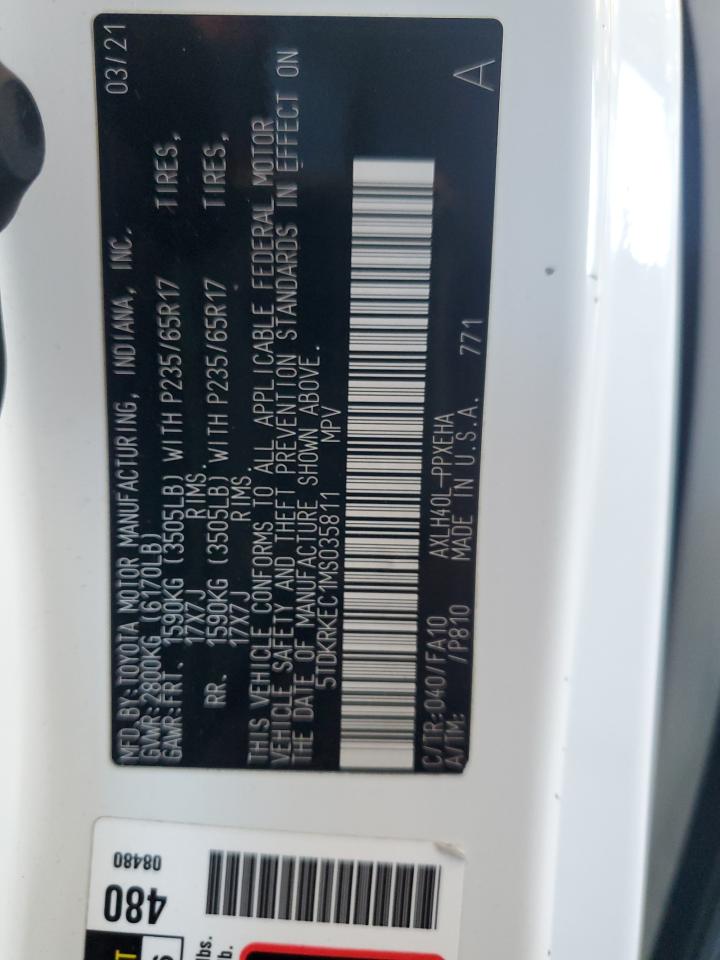 MFD. BY: TOYOTA MOTOR MANUFACTURING, INDIANA, INC. 03/21
GVWR: 2800KG (6170LB)
GAWR: FRT. 1590KG (3505LB) WITH P235/65R17 TIRES,
17X7J RIMS.
RR. 1590KG (3505LB) WITH P235/65R17 TIRES,
17X7J RIMS.
THIS VEHICLE CONFORMS TO ALL APPLICABLE FEDERAL MOTOR
VEHICLE SAFETY AND THEFT PREVENTION STANDARDS IN EFFECT ON
THE DATE OF MANUFACTURE SHOWN ABOVE.
5TDKRKEC1MS035811 MPV
C/TR: 040/FA10 AXLH40L-PPXEHA
A/TM: /P810 MADE IN U.S.A. 771 A
08480
480
lbs.
b.